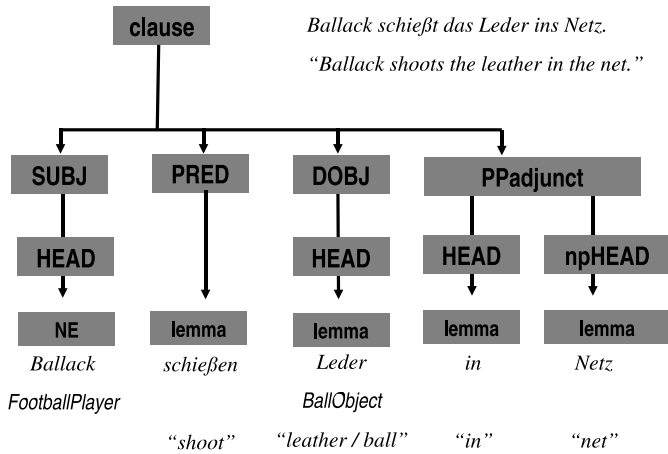 clause
Ballack schießt das Leder ins Netz.
“Ballack shoots the leather in the net.”
SUBJ PRED DOBJ PPadjunct
HEAD HEAD HEAD npHEAD
NE lemma lemma lemma lemma
Ballack schießen Leder in Netz
FootballPlayer BallObject
“shoot” “leather / ball” “in” “net”